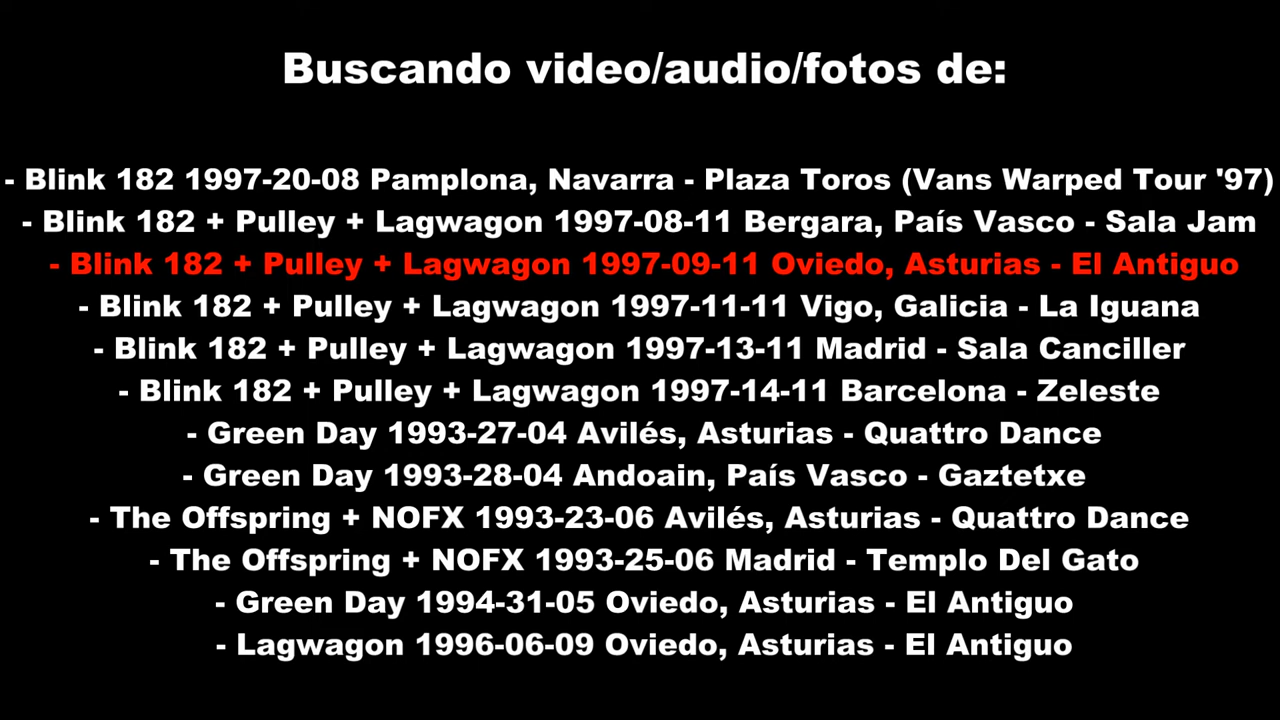 Buscando video/audio/fotos de:
- Blink 182 1997-20-08 Pamplona, Navarra - Plaza Toros (Vans Warped Tour '97)
- Blink 182 + Pulley + Lagwagon 1997-08-11 Bergara, País Vasco - Sala Jam
- Blink 182 + Pulley + Lagwagon 1997-09-11 Oviedo, Asturias - El Antiguo
- Blink 182 + Pulley + Lagwagon 1997-11-11 Vigo, Galicia - La Iguana
- Blink 182 + Pulley + Lagwagon 1997-13-11 Madrid - Sala Canciller
- Blink 182 + Pulley + Lagwagon 1997-14-11 Barcelona - Zeleste
- Green Day 1993-27-04 Avilés, Asturias - Quattro Dance
- Green Day 1993-28-04 Andoain, País Vasco - Gaztetxe
- The Offspring + NOFX 1993-23-06 Avilés, Asturias - Quattro Dance
- The Offspring + NOFX 1993-25-06 Madrid - Templo Del Gato
- Green Day 1994-31-05 Oviedo, Asturias - El Antiguo
- Lagwagon 1996-06-09 Oviedo, Asturias - El Antiguo